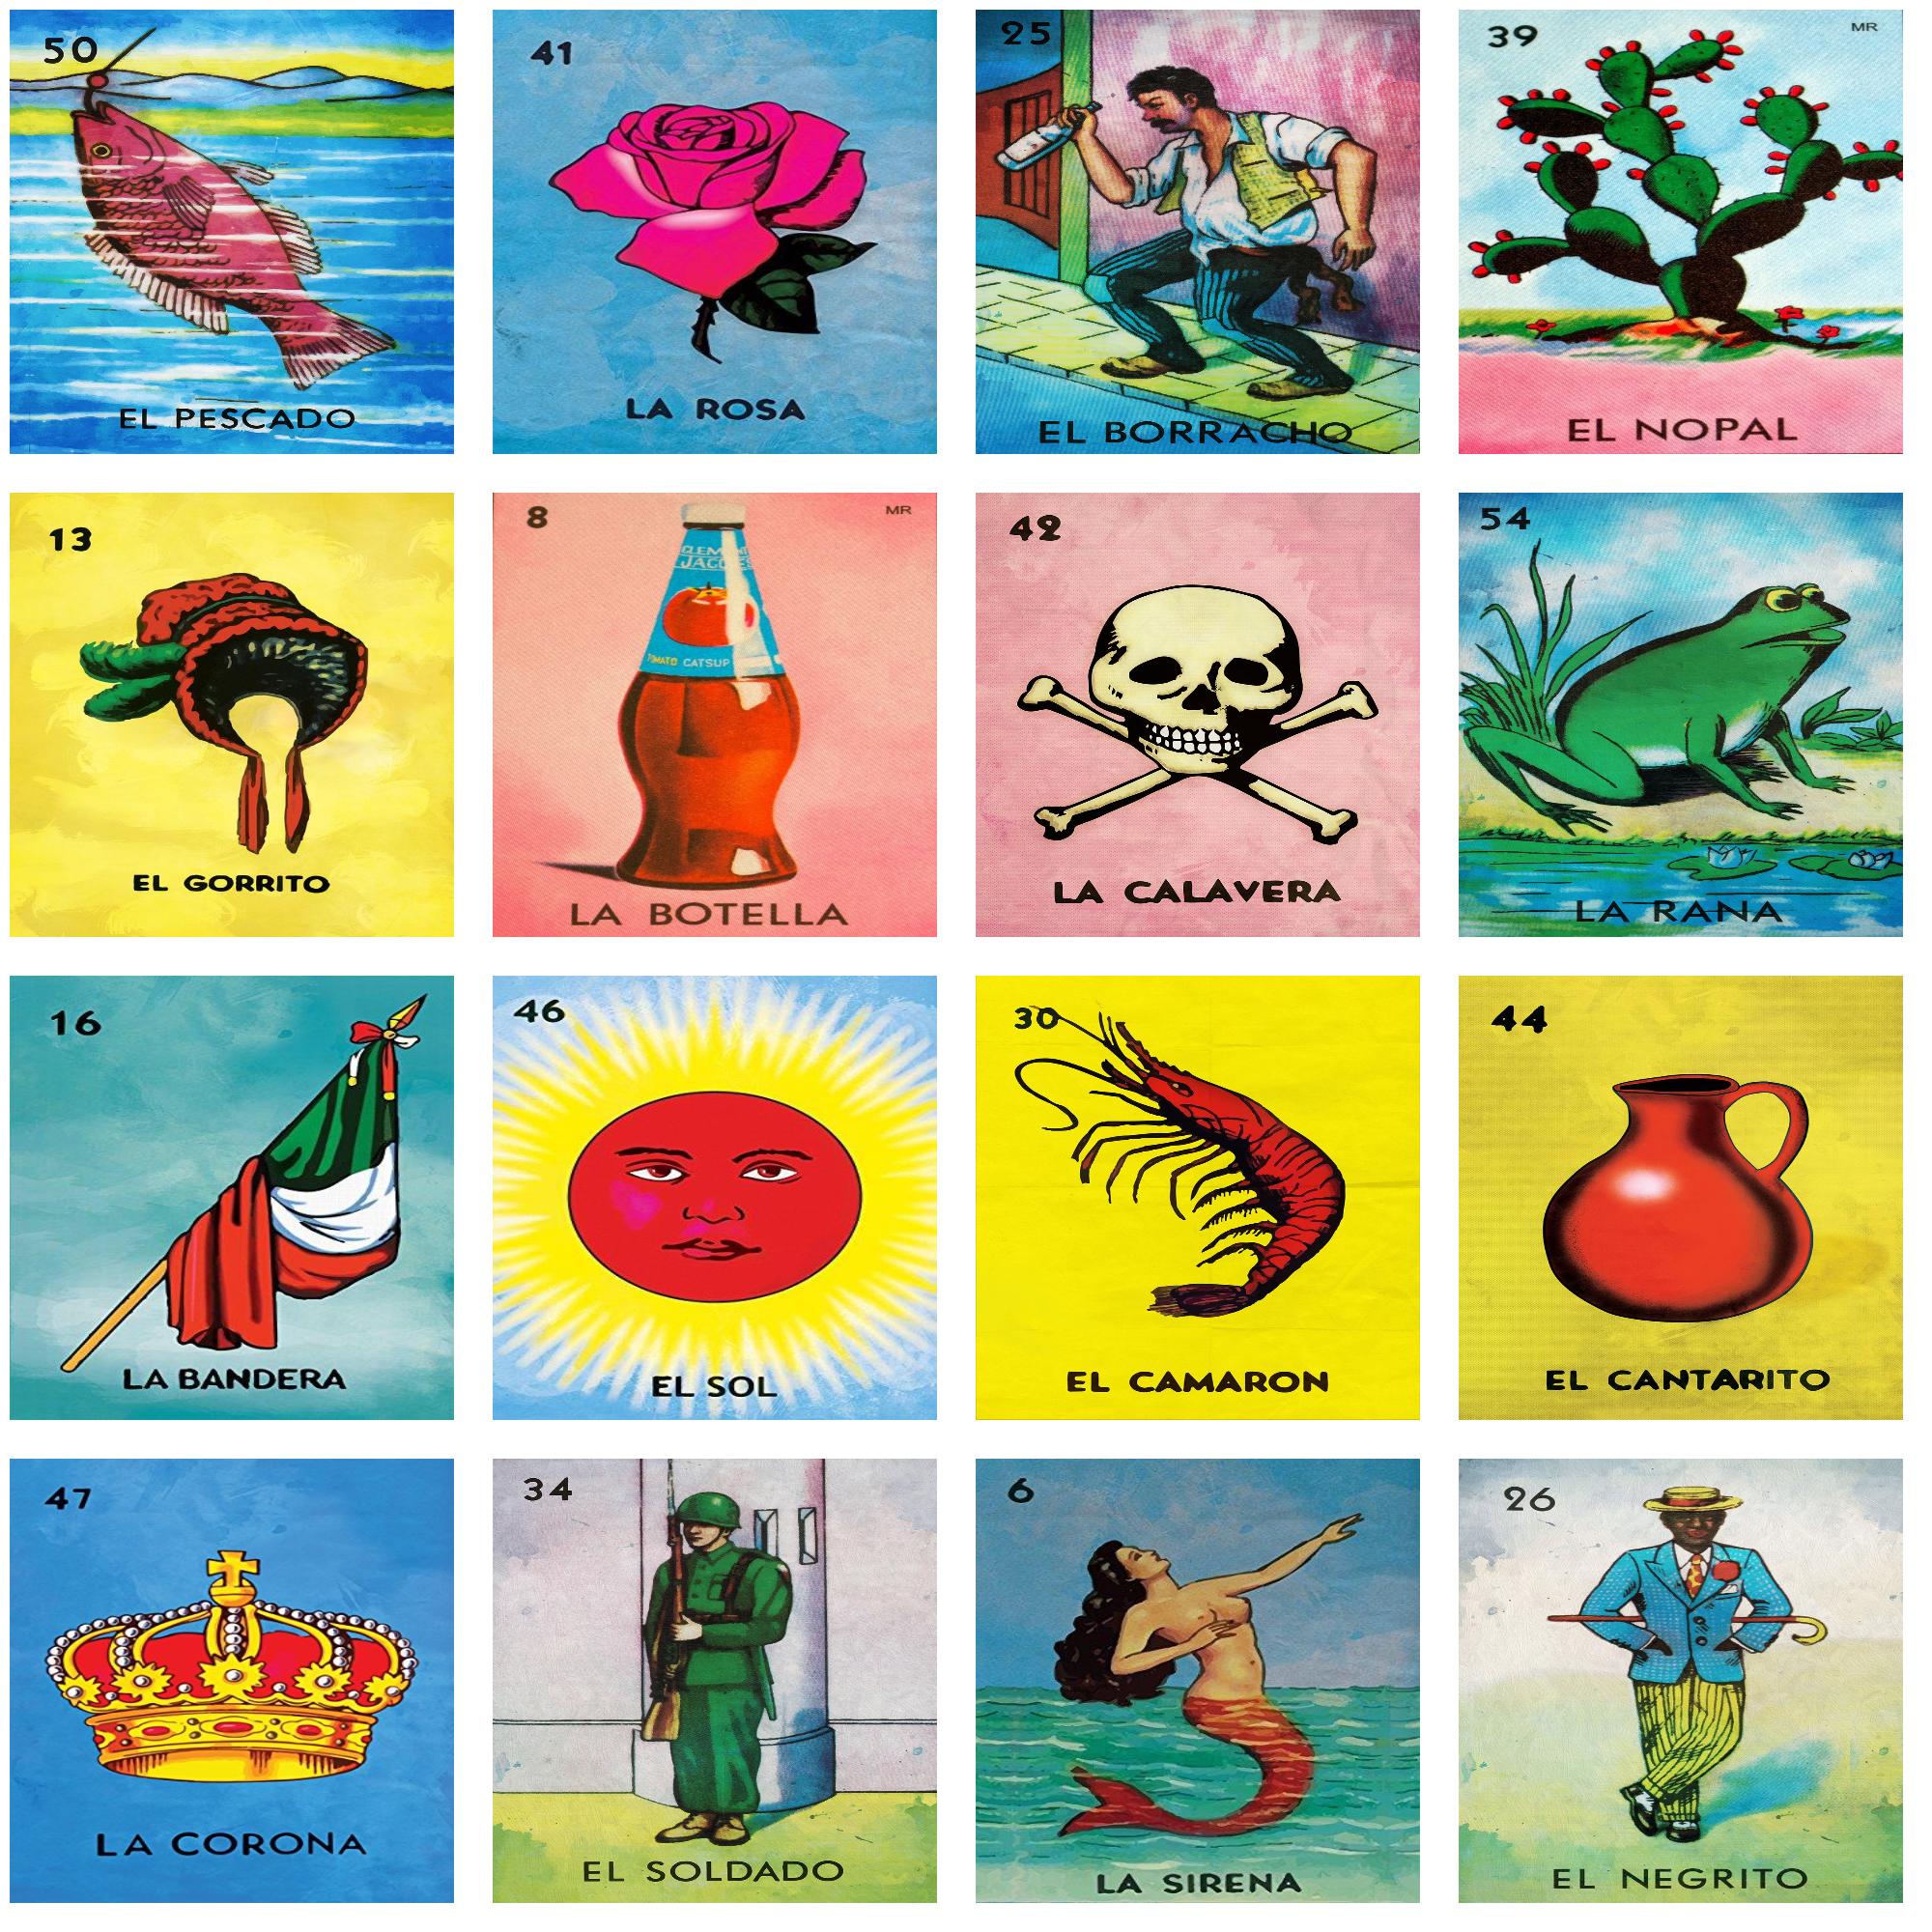 50
EL PESCADO
41
LA ROSA
25
EL BORRACHO
39
MR
EL NOPAL
13
EL GORRITO
8
MR
CLEMENT
JACQUES
TOMATO CATSUP
LA BOTELLA
42
LA CALAVERA
54
LA RANA
16
LA BANDERA
46
EL SOL
30
EL CAMARON
44
EL CANTARITO
47
LA CORONA
34
EL SOLDADO
6
LA SIRENA
26
EL NEGRITO